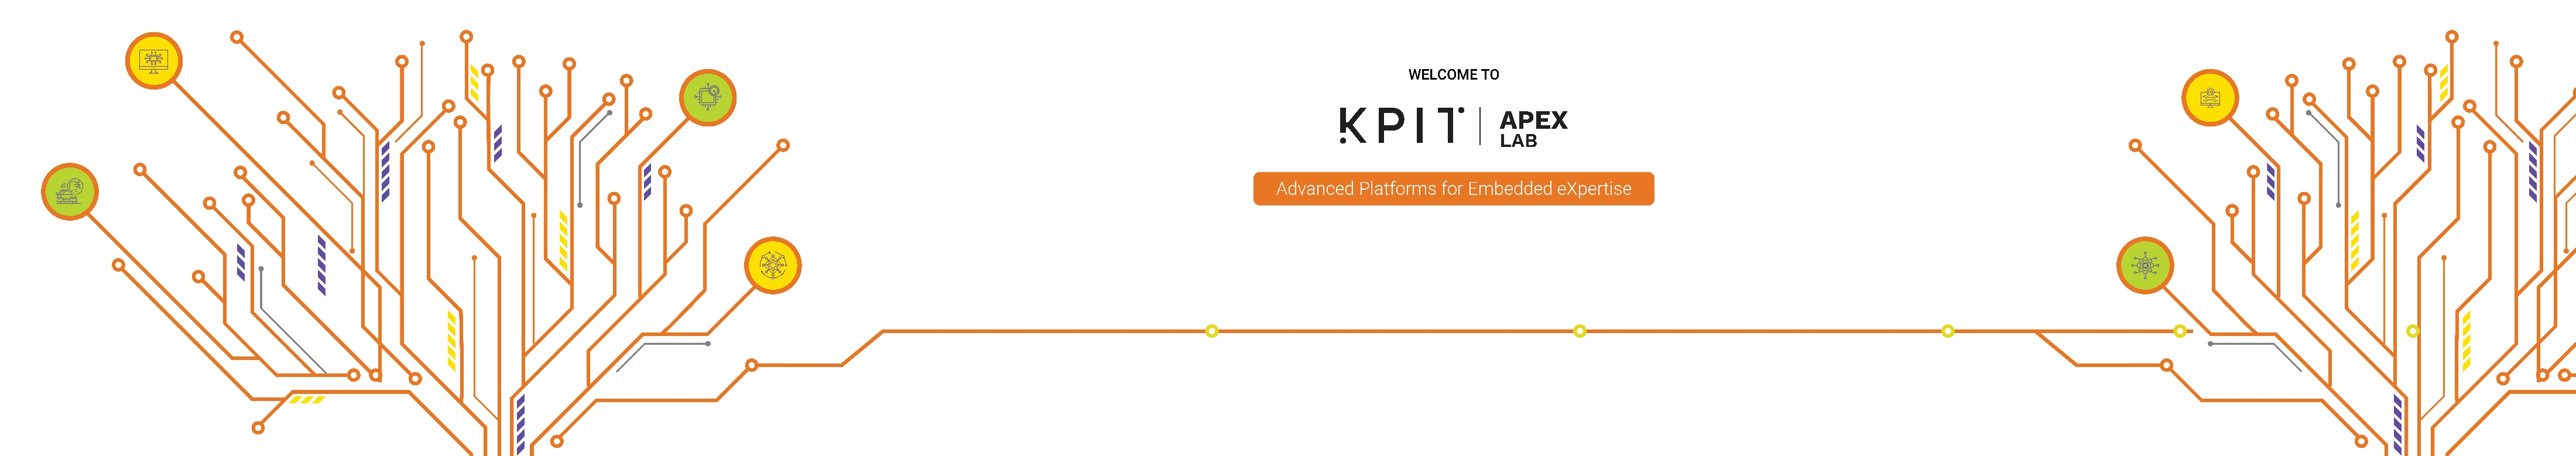 WELCOME TO
KPIT | APEX
LAB
Advanced Platforms for Embedded eXpertise